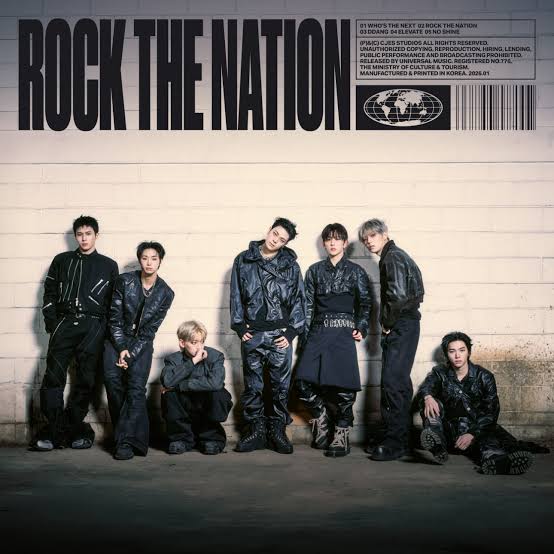 ROCK THE NATION
01 WHO'S THE NEXT 02 ROCK THE NATION
03 DDANG 04 ELEVATE 05 NO SHINE
(P)&(C) CJES STUDIOS ALL RIGHTS RESERVED.
UNAUTHORIZED COPYING, REPRODUCTION, HIRING, LENDING,
PUBLIC PERFORMANCE AND BROADCASTING PROHIBITED.
RELEASED BY UNIVERSAL MUSIC. REGISTERED NO.776,
THE MINISTRY OF CULTURE & TOURISM.
MANUFACTURED & PRINTED IN KOREA. 2026.01